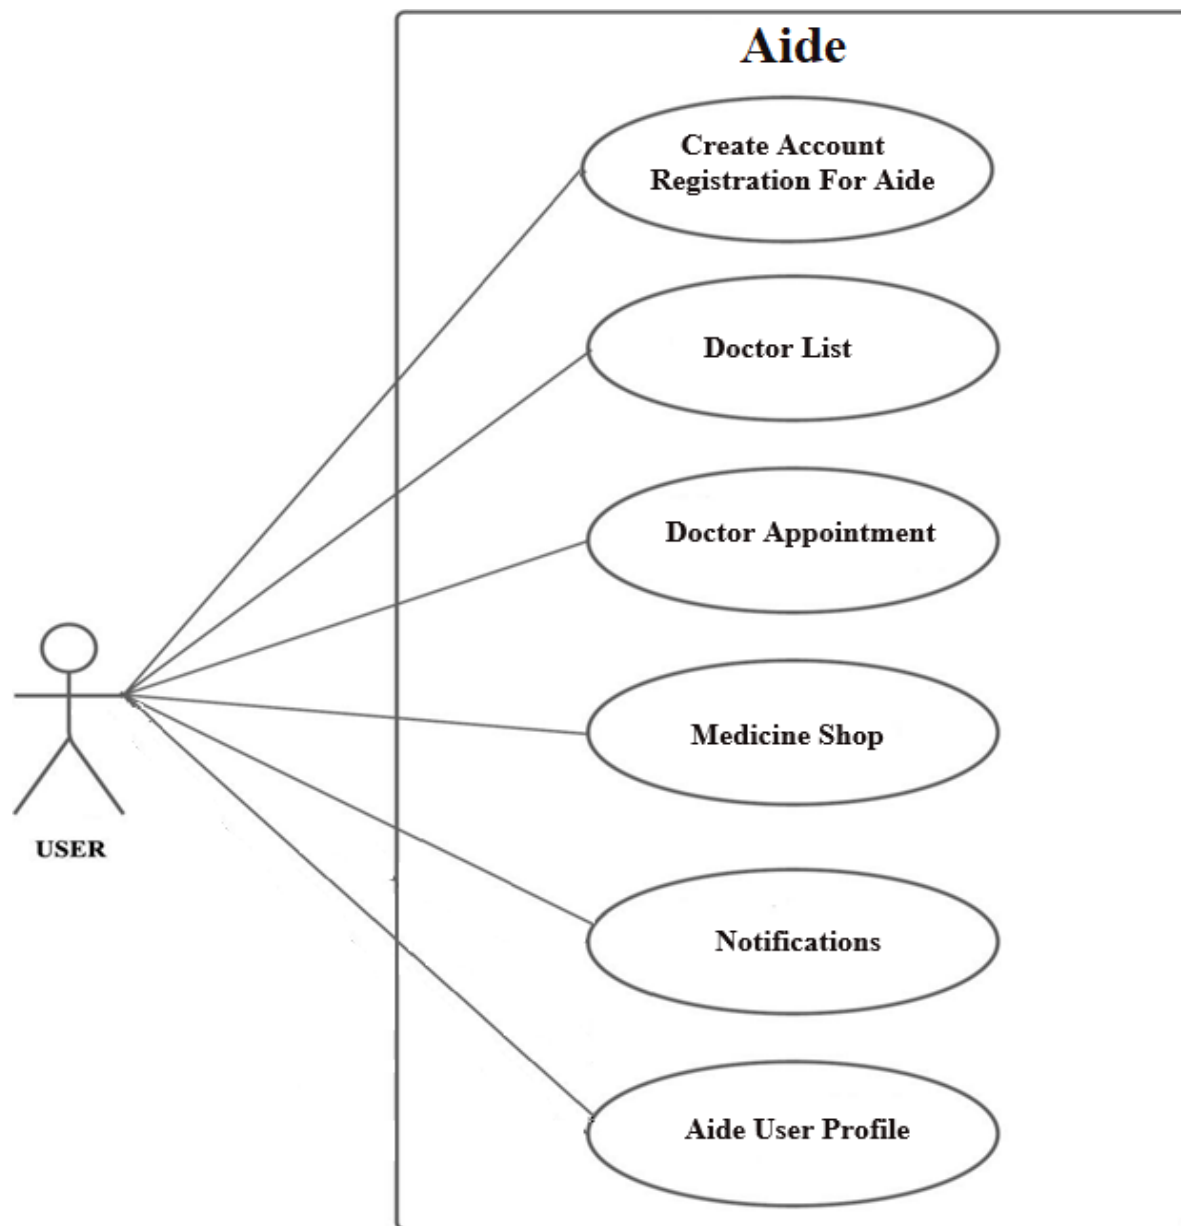 Aide
Create Account
Registration For Aide
Doctor List
Doctor Appointment
Medicine Shop
USER
Notifications
Aide User Profile